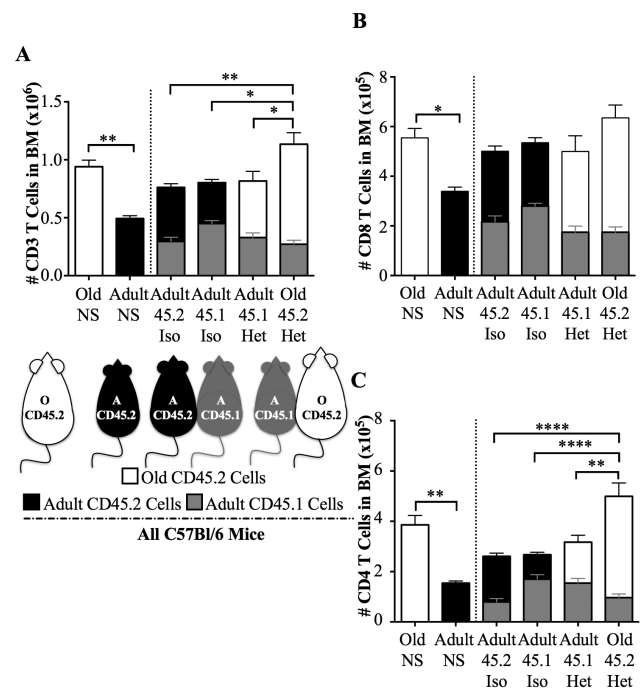 A
# CD3 T Cells in BM (x10⁶)
1.5
1.0
0.5
0.0
**
**
*
*
Old Adult Adult Adult Adult Old
NS NS 45.2 45.1 45.1 45.2
Iso Iso Het Het
B
# CD8 T Cells in BM (x10⁵)
8
6
4
2
0
*
Old Adult Adult Adult Adult Old
NS NS 45.2 45.1 45.1 45.2
Iso Iso Het Het
O A A A A O
CD45.2 CD45.2 CD45.2 CD45.1 CD45.1 CD45.2
Old CD45.2 Cells
Adult CD45.2 Cells Adult CD45.1 Cells
All C57Bl/6 Mice
C
# CD4 T Cells in BM (x10⁵)
8
6
4
2
0
**
****
****
**
Old Adult Adult Adult Adult Old
NS NS 45.2 45.1 45.1 45.2
Iso Iso Het Het